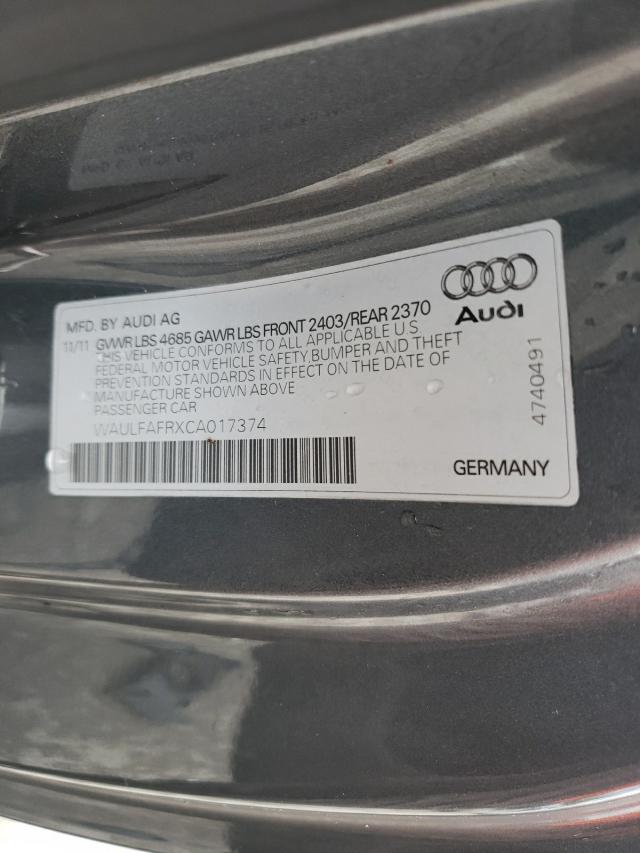 MFD. BY AUDI AG
11/11 GVWR LBS 4685 GAWR LBS FRONT 2403/REAR 2370
THIS VEHICLE CONFORMS TO ALL APPLICABLE U.S.
FEDERAL MOTOR VEHICLE SAFETY,BUMPER AND THEFT
PREVENTION STANDARDS IN EFFECT ON THE DATE OF
MANUFACTURE SHOWN ABOVE
PASSENGER CAR
WAULFAFRXCA017374
Audi
4740491
GERMANY